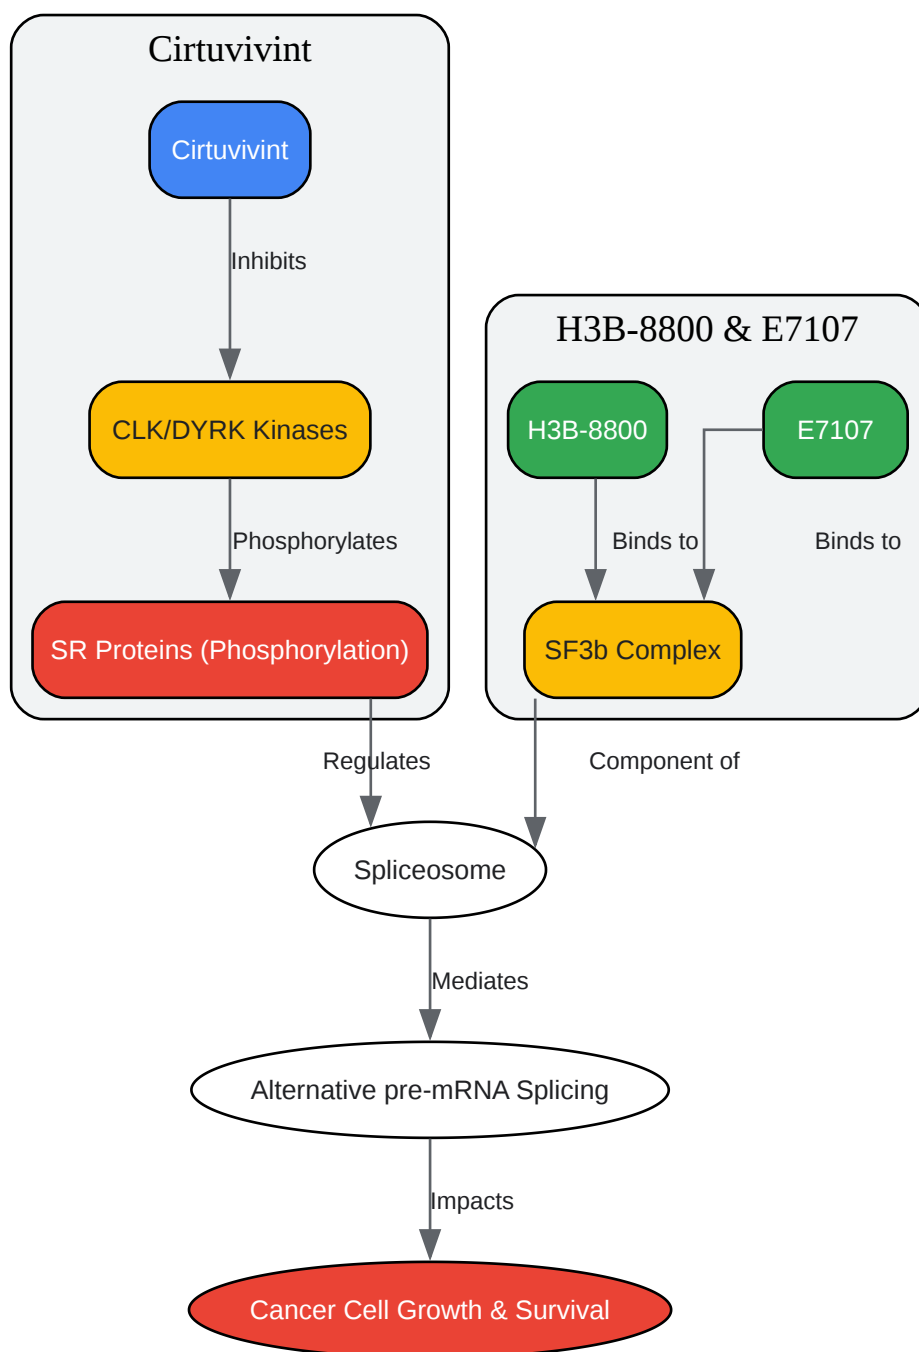 Cirtuvivint
Cirtuvivint
Inhibits
H3B-8800 & E7107
CLK/DYRK Kinases
H3B-8800
E7107
Phosphorylates
Binds to
Binds to
SR Proteins (Phosphorylation)
SF3b Complex
Regulates
Component of
Spliceosome
Mediates
Alternative pre-mRNA Splicing
Impacts
Cancer Cell Growth & Survival